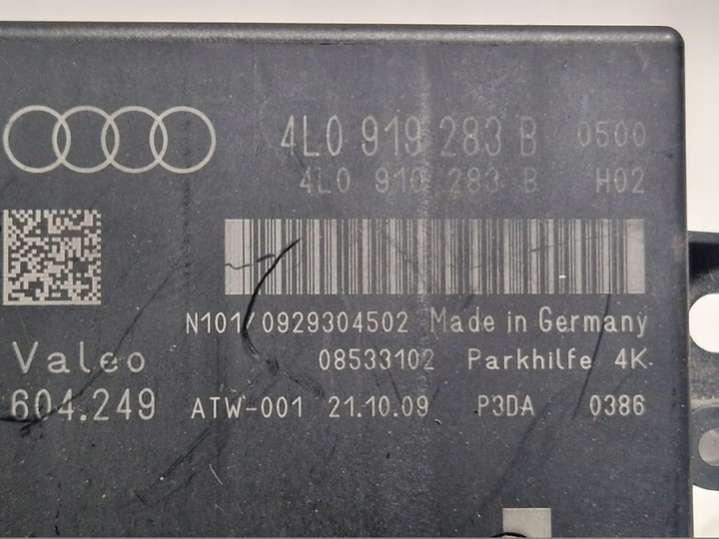 4L0 919 283 B 0500
4L0 910 283 B H02
N101/0929304502 Made in Germany
Valeo 08533102 Parkhilfe 4K
604.249 ATW-001 21.10.09 P3DA 0386